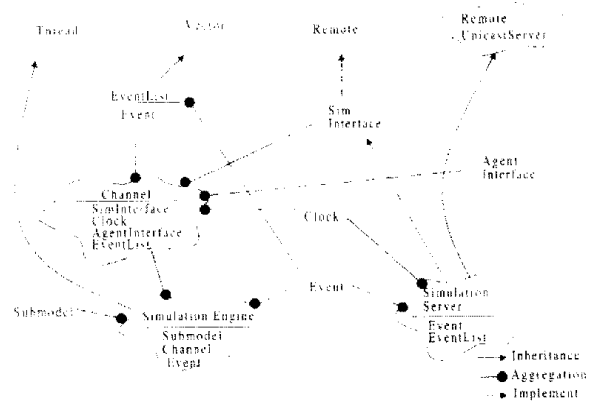 Thread
Vector
Remote
Remote
UnicastServer
EventList
Event
Sim
Interface
Agent
Interface
Channel
SimInterface
Clock
AgentInterface
EventList
Clock
Event
Submodel
Simulation Engine
Submodel
Channel
Event
Simulation
Server
Event
EventList
Inheritance
Aggregation
Implement